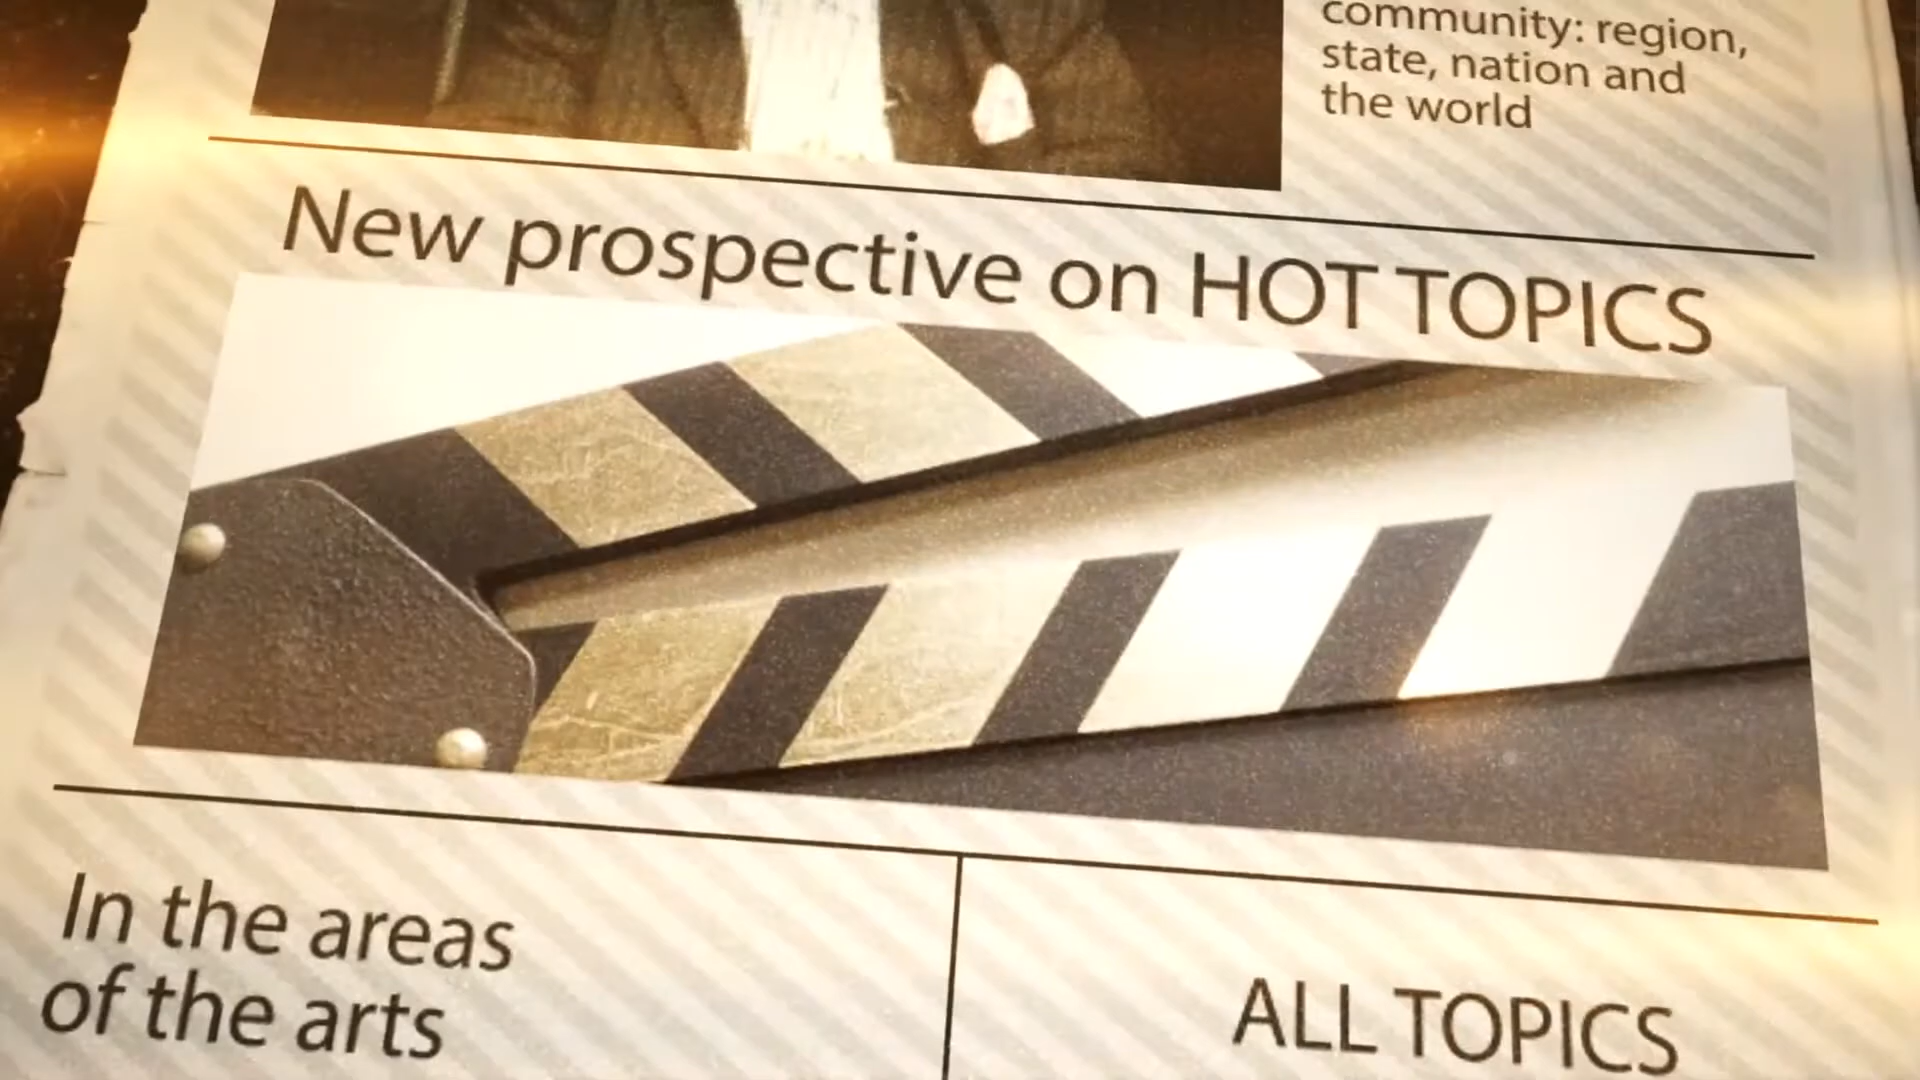 community: region,
state, nation and
the world
New prospective on HOT TOPICS
In the areas
of the arts
ALL TOPICS